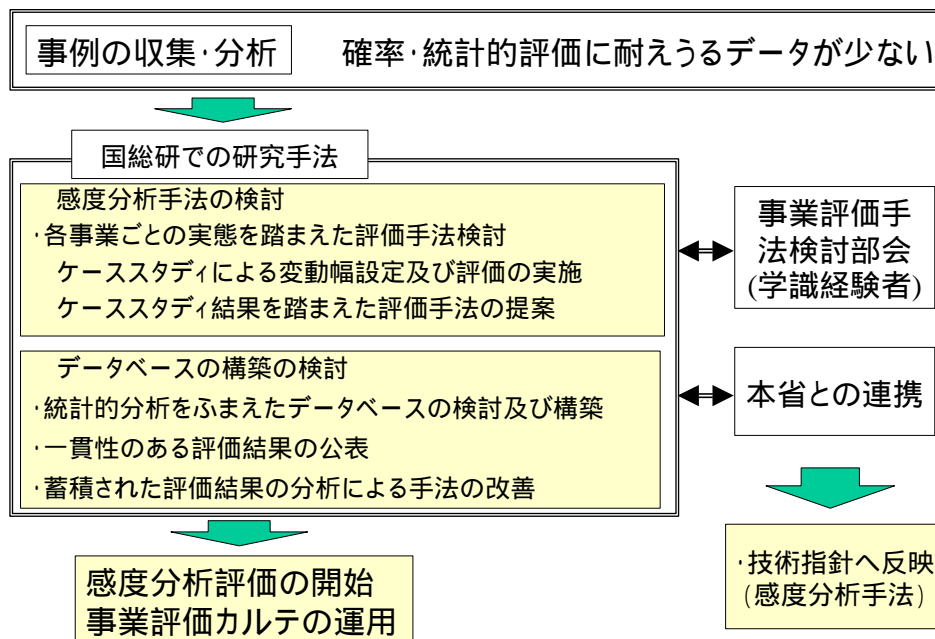 事例の収集･分析
確率･統計的評価に耐えうるデータが少ない
国総研での研究手法
感度分析手法の検討
･各事業ごとの実態を踏まえた評価手法検討
ケーススタディによる変動幅設定及び評価の実施
ケーススタディ結果を踏まえた評価手法の提案
事業評価手
法検討部会
(学識経験者)
データベースの構築の検討
･統計的分析をふまえたデータベースの検討及び構築
･一貫性のある評価結果の公表
･蓄積された評価結果の分析による手法の改善
本省との連携
感度分析評価の開始
事業評価カルテの運用
･技術指針へ反映
(感度分析手法)